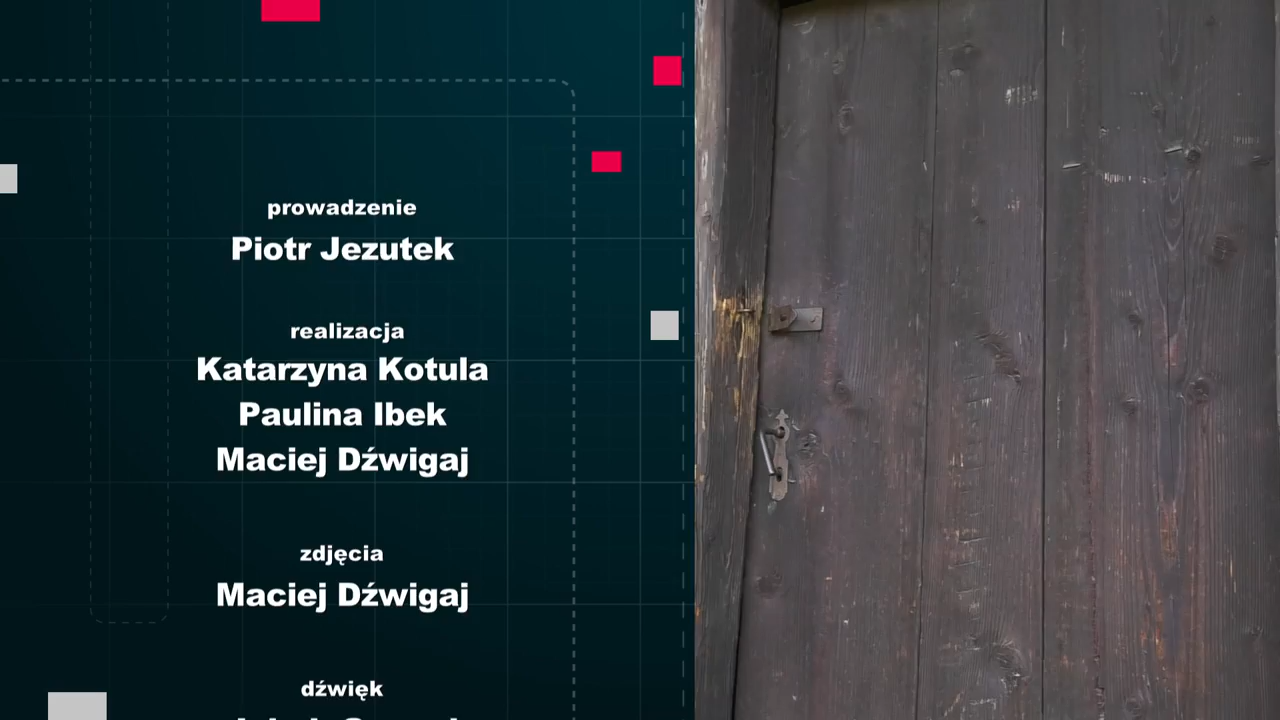 prowadzenie
Piotr Jezutek
realizacja
Katarzyna Kotula
Paulina Ibek
Maciej Dźwigaj
zdjęcia
Maciej Dźwigaj
dźwięk